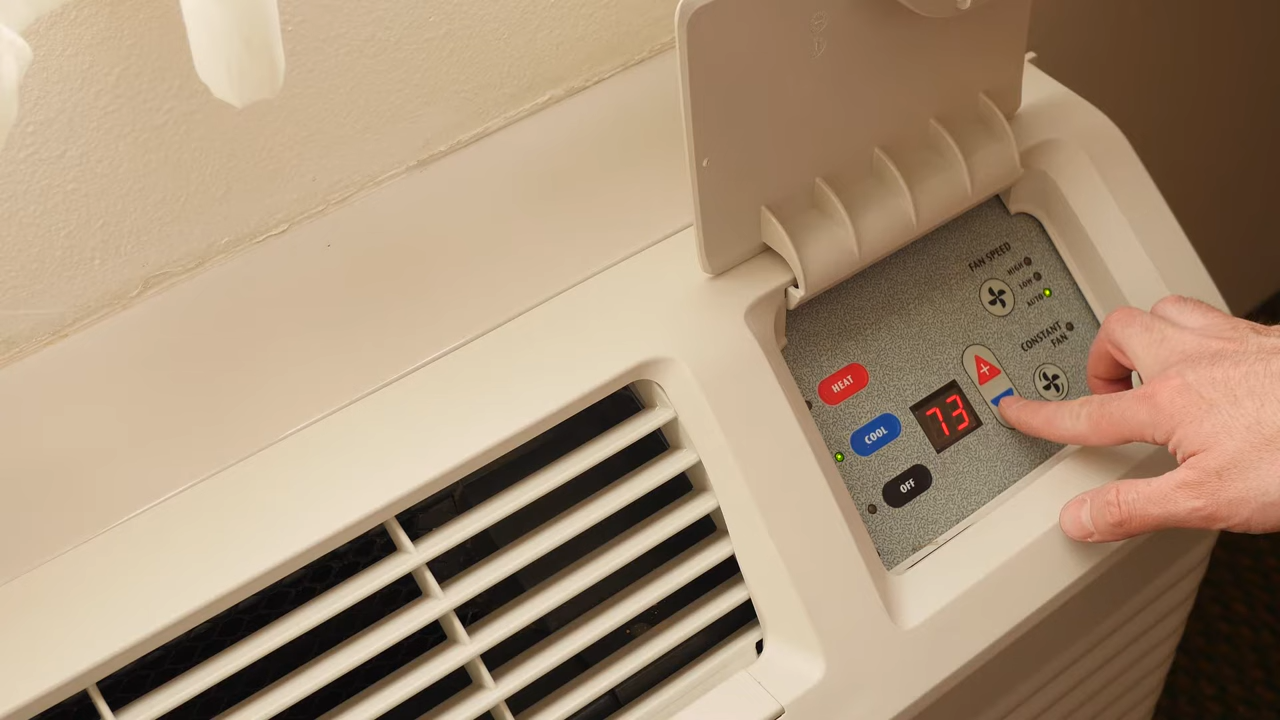 FAN SPEED
HIGH
LOW
AUTO
CONSTANT
FAN
HEAT
+
73
COOL
OFF